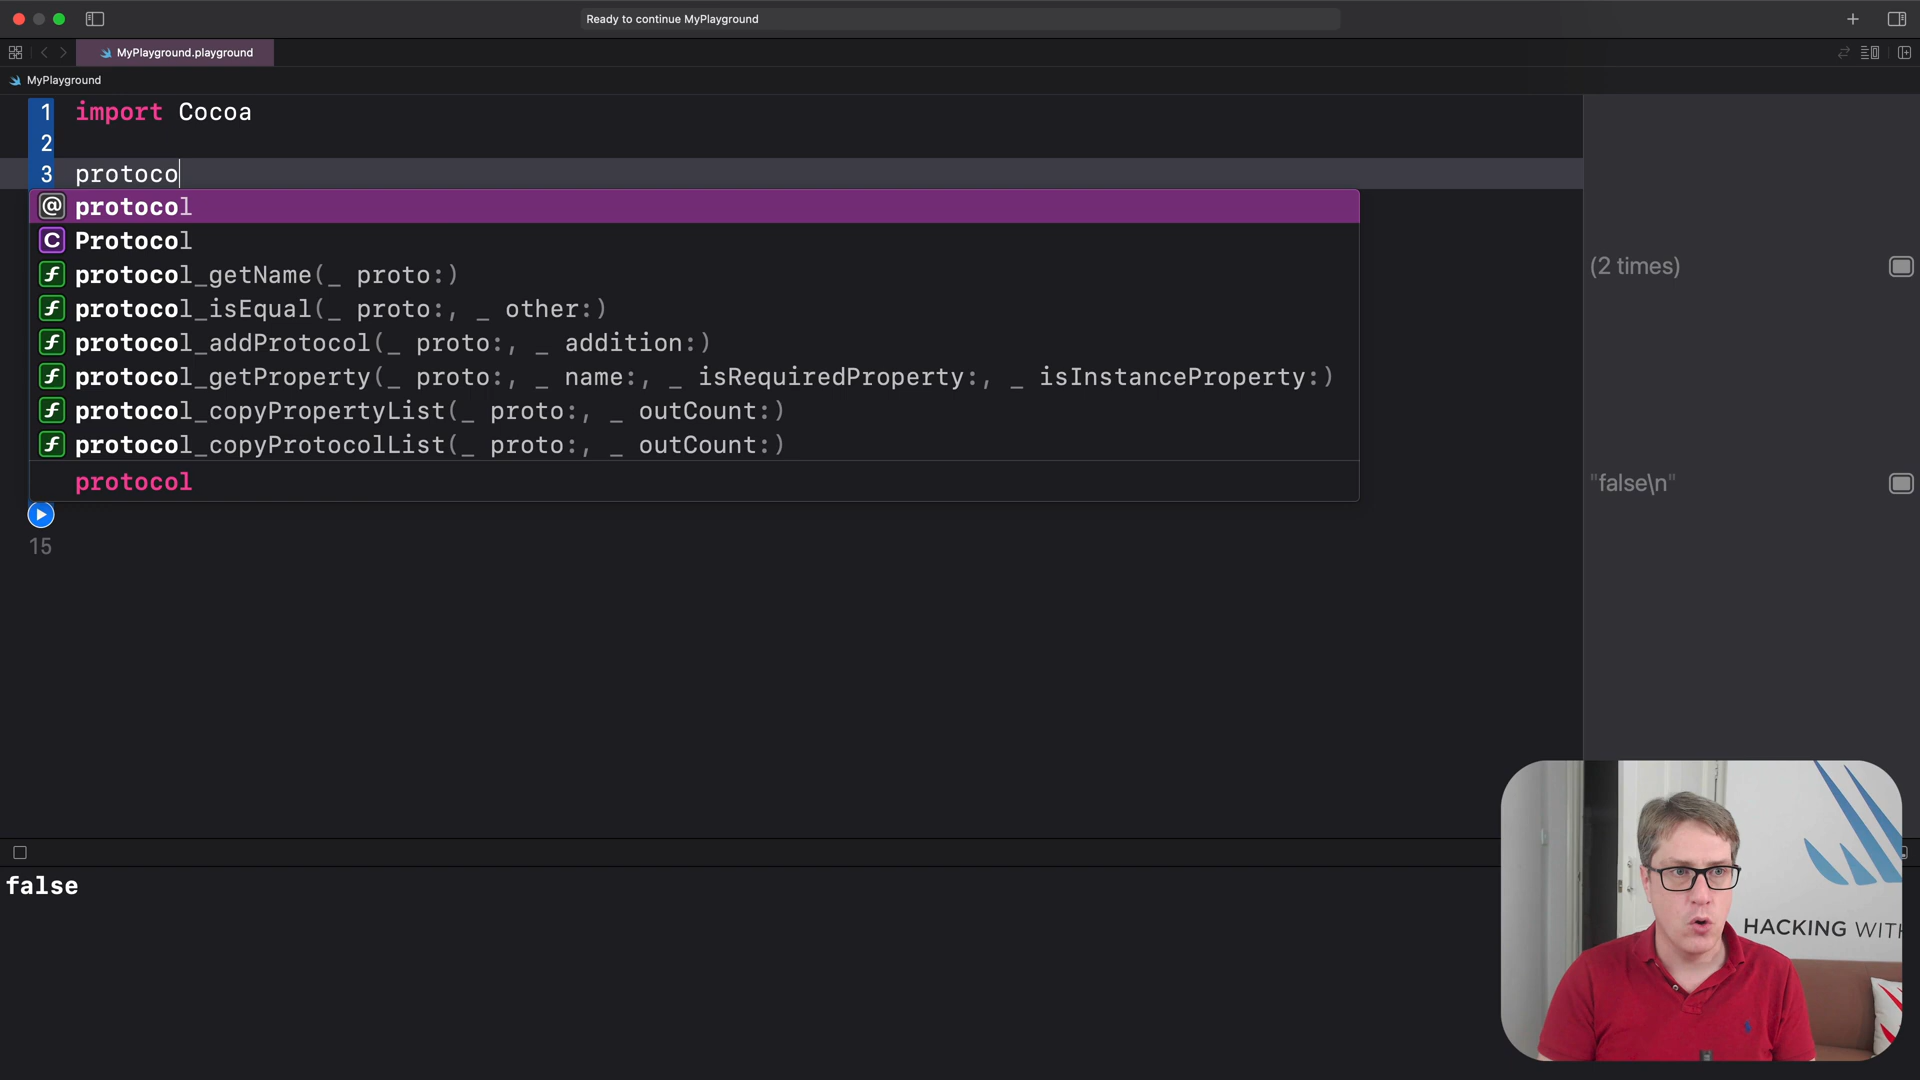 Ready to continue MyPlayground
MyPlayground.playground
MyPlayground
1 import Cocoa
2
3 protoco
@ protocol
C Protocol
f protocol_getName(_ proto:)
(2 times)
f protocol_isEqual(_ proto:, _ other:)
f protocol_addProtocol(_ proto:, _ addition:)
f protocol_getProperty(_ proto:, _ name:, _ isRequiredProperty:, _ isInstanceProperty:)
f protocol_copyPropertyList(_ proto:, _ outCount:)
f protocol_copyProtocolList(_ proto:, _ outCount:)
protocol
"false\n"
15
false
HACKING WITH